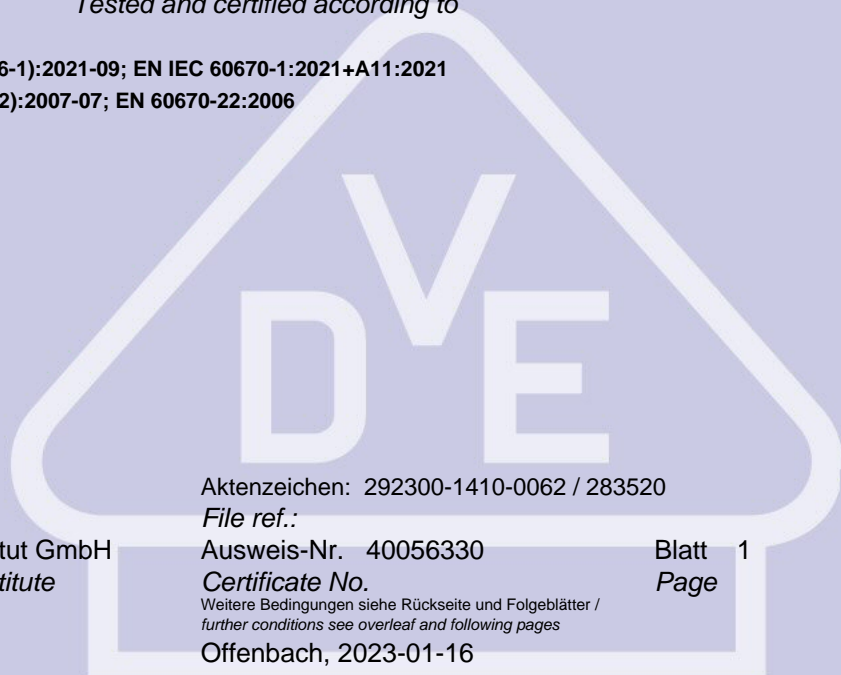 Tested and certified according to
6-1):2021-09; EN IEC 60670-1:2021+A11:2021
2):2007-07; EN 60670-22:2006
DVE
Aktenzeichen: 292300-1410-0062 / 283520
File ref.:
tut GmbH Ausweis-Nr. 40056330 Blatt 1
titute Certificate No. Page
Weitere Bedingungen siehe Rückseite und Folgeblätter /
further conditions see overleaf and following pages
Offenbach, 2023-01-16